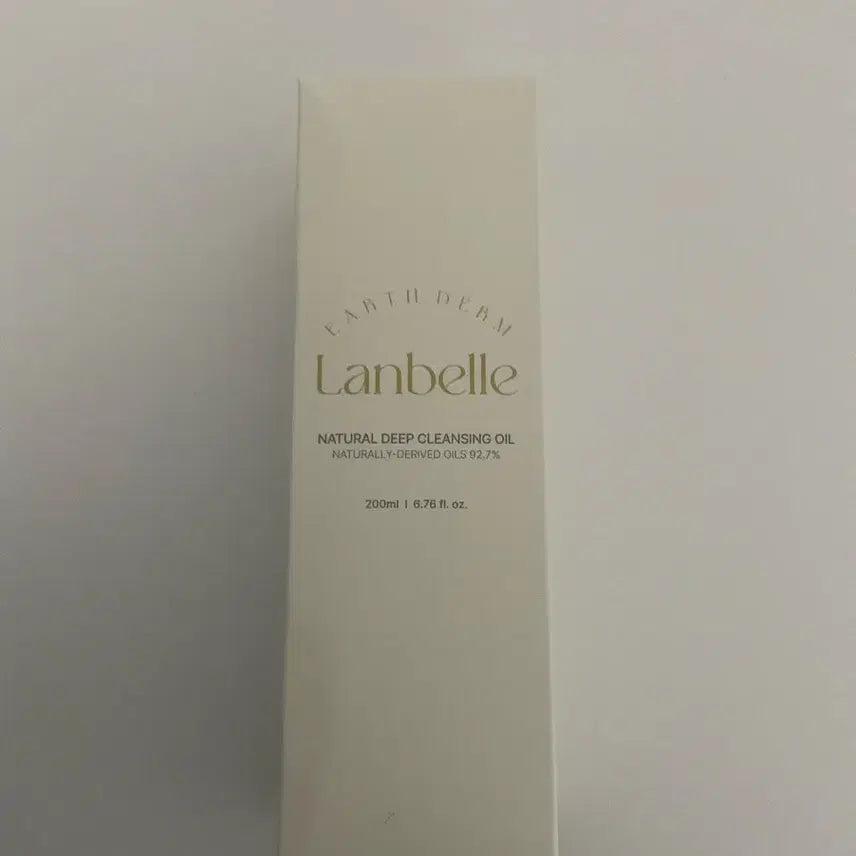 EARTH DERM
Lanbelle
NATURAL DEEP CLEANSING OIL
NATURALLY-DERIVED OILS 92.7%
200ml | 6.76 fl. oz.